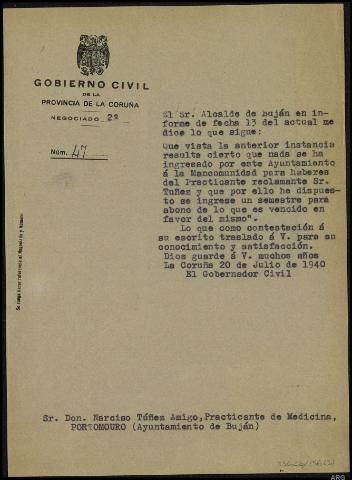 GOBIERNO CIVIL
DE LA
PROVINCIA DE LA CORUÑA
NEGOCIADO 2º
Núm. 47
El Sr. Alcalde de Buján en in-
forme de fecha 13 del actual me
dice lo que sigue:
Que vista la anterior instancia
resulta cierto que nada se ha
ingresado por este Ayuntamiento
á la Mancomunidad para haberes
del Practicante reclamante Sr.
Tuñez y que por ello he dispues-
to se ingrese un semestre para
abono de lo que es vencido en
favor del mismo".
Lo que como contestación á
su escrito traslado á V. para su
conocimiento y satisfacción.
Dios guarde á V. muchos años
La Coruña 20 de Julio de 1940
El Gobernador Civil
Sr. Don. Narciso Túñez Amigo,Practicante de Medicina,
PORTOMOURO (Ayuntamiento de Buján)
ARG